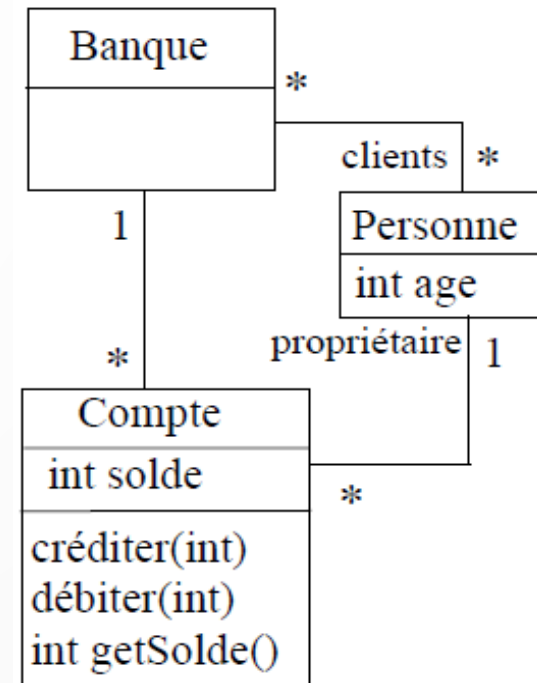 Banque
*
clients *
1
Personne
int age
propriétaire 1
*
Compte
int solde
*
créditer(int)
débiter(int)
int getSolde()